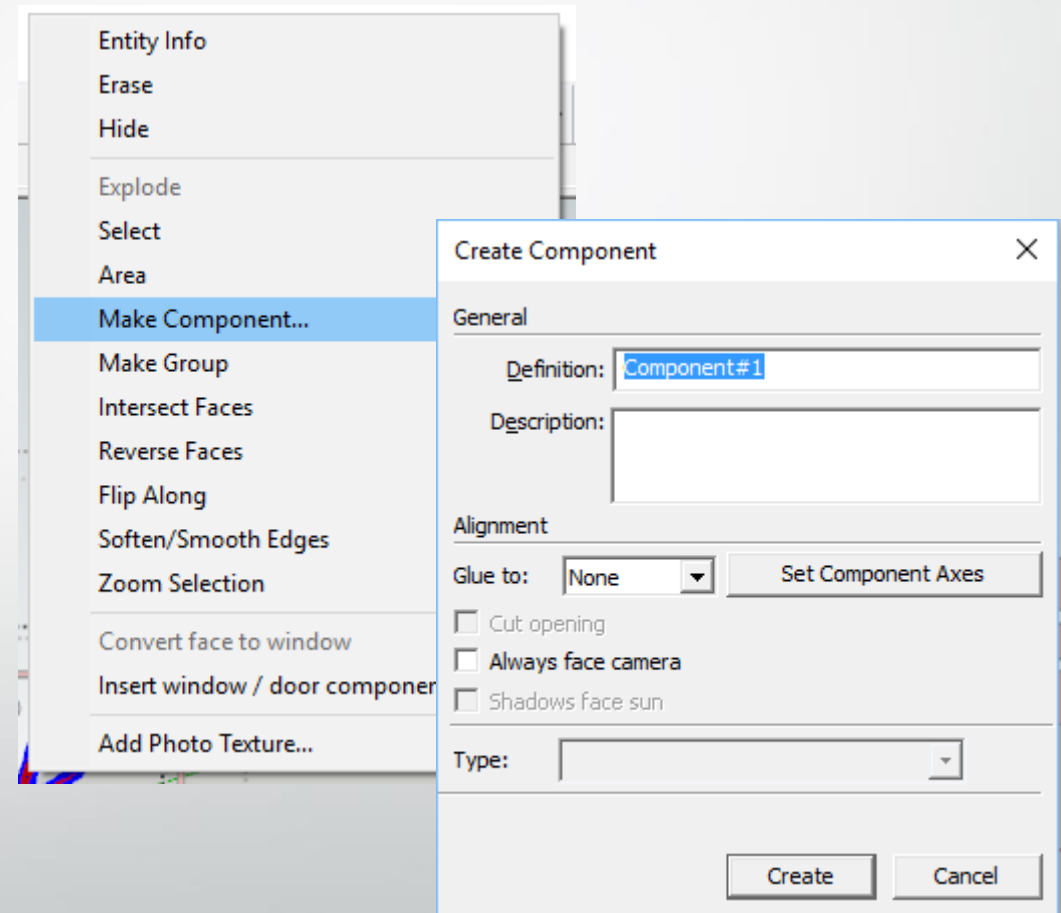 Entity Info
Erase
Hide
Explode
Select
Area
Make Component...
Make Group
Intersect Faces
Reverse Faces
Flip Along
Soften/Smooth Edges
Zoom Selection
Convert face to window
Insert window / door componen
Add Photo Texture...
Create Component
General
Definition: Component#1
Description:
Alignment
Glue to: None Set Component Axes
Cut opening
Always face camera
Shadows face sun
Type:
Create Cancel